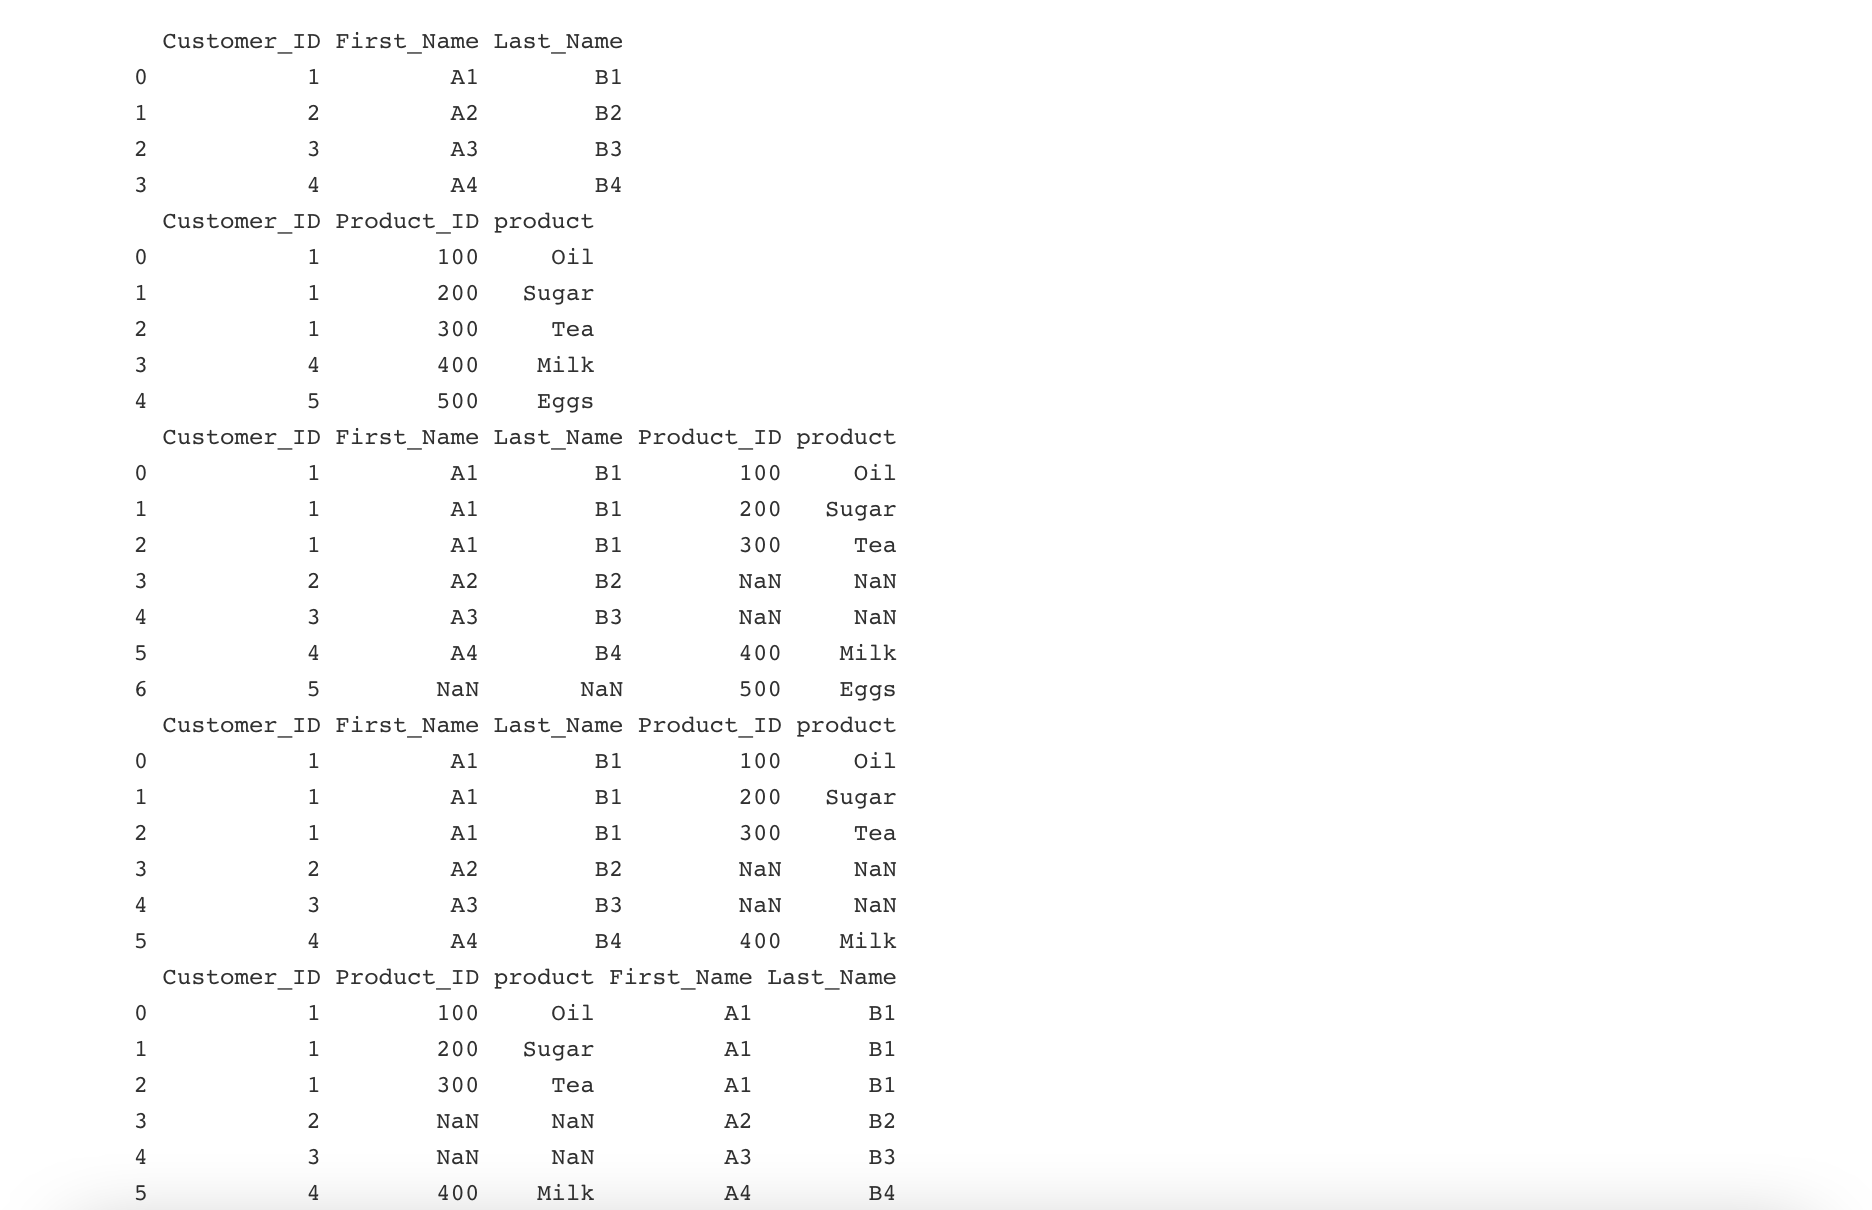 Customer_ID First_Name Last_Name
0 1 A1 B1
1 2 A2 B2
2 3 A3 B3
3 4 A4 B4
Customer_ID Product_ID product
0 1 100 Oil
1 1 200 Sugar
2 1 300 Tea
3 4 400 Milk
4 5 500 Eggs
Customer_ID First_Name Last_Name Product_ID product
0 1 A1 B1 100 Oil
1 1 A1 B1 200 Sugar
2 1 A1 B1 300 Tea
3 2 A2 B2 NaN NaN
4 3 A3 B3 NaN NaN
5 4 A4 B4 400 Milk
6 5 NaN NaN 500 Eggs
Customer_ID First_Name Last_Name Product_ID product
0 1 A1 B1 100 Oil
1 1 A1 B1 200 Sugar
2 1 A1 B1 300 Tea
3 2 A2 B2 NaN NaN
4 3 A3 B3 NaN NaN
5 4 A4 B4 400 Milk
Customer_ID Product_ID product First_Name Last_Name
0 1 100 Oil A1 B1
1 1 200 Sugar A1 B1
2 1 300 Tea A1 B1
3 2 NaN NaN A2 B2
4 3 NaN NaN A3 B3
5 4 400 Milk A4 B4